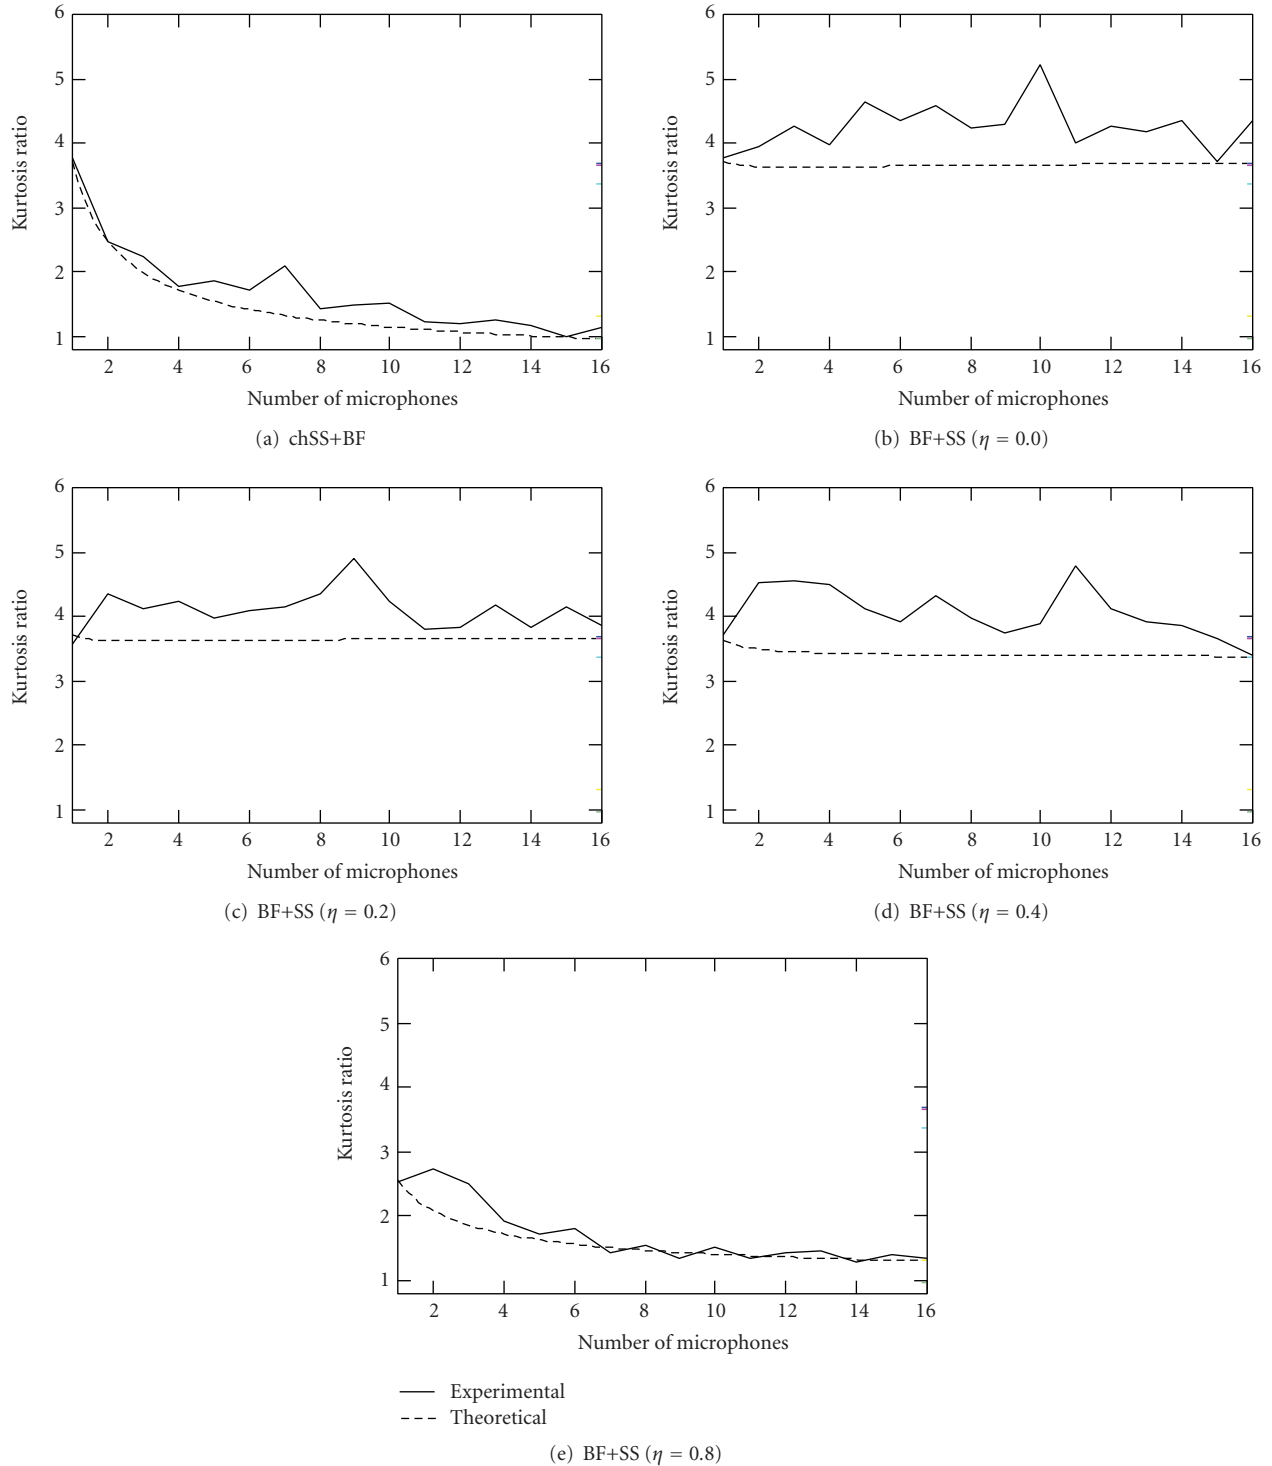 6
5
4
3
2
1
Kurtosis ratio
2 4 6 8 10 12 14 16
Number of microphones
(a) chSS+BF
6
5
4
3
2
1
Kurtosis ratio
2 4 6 8 10 12 14 16
Number of microphones
(b) BF+SS (η = 0.0)
6
5
4
3
2
1
Kurtosis ratio
2 4 6 8 10 12 14 16
Number of microphones
(c) BF+SS (η = 0.2)
6
5
4
3
2
1
Kurtosis ratio
2 4 6 8 10 12 14 16
Number of microphones
(d) BF+SS (η = 0.4)
6
5
4
3
2
1
Kurtosis ratio
2 4 6 8 10 12 14 16
Number of microphones
Experimental
Theoretical
(e) BF+SS (η = 0.8)